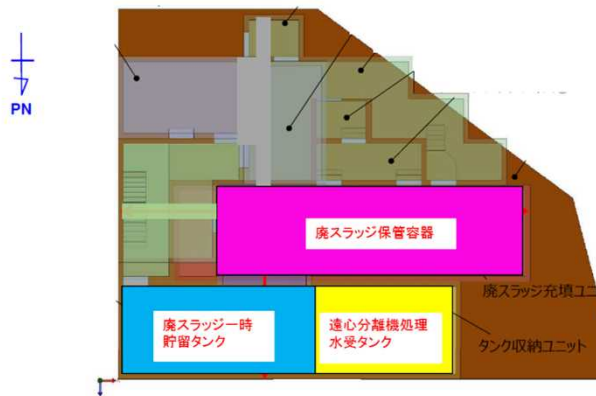 PN
廃スラッジ保管容器
廃スラッジ充填ユニ
廃スラッジ一時
貯留タンク
遠心分離機処理
水受タンク
タンク収納ユニット